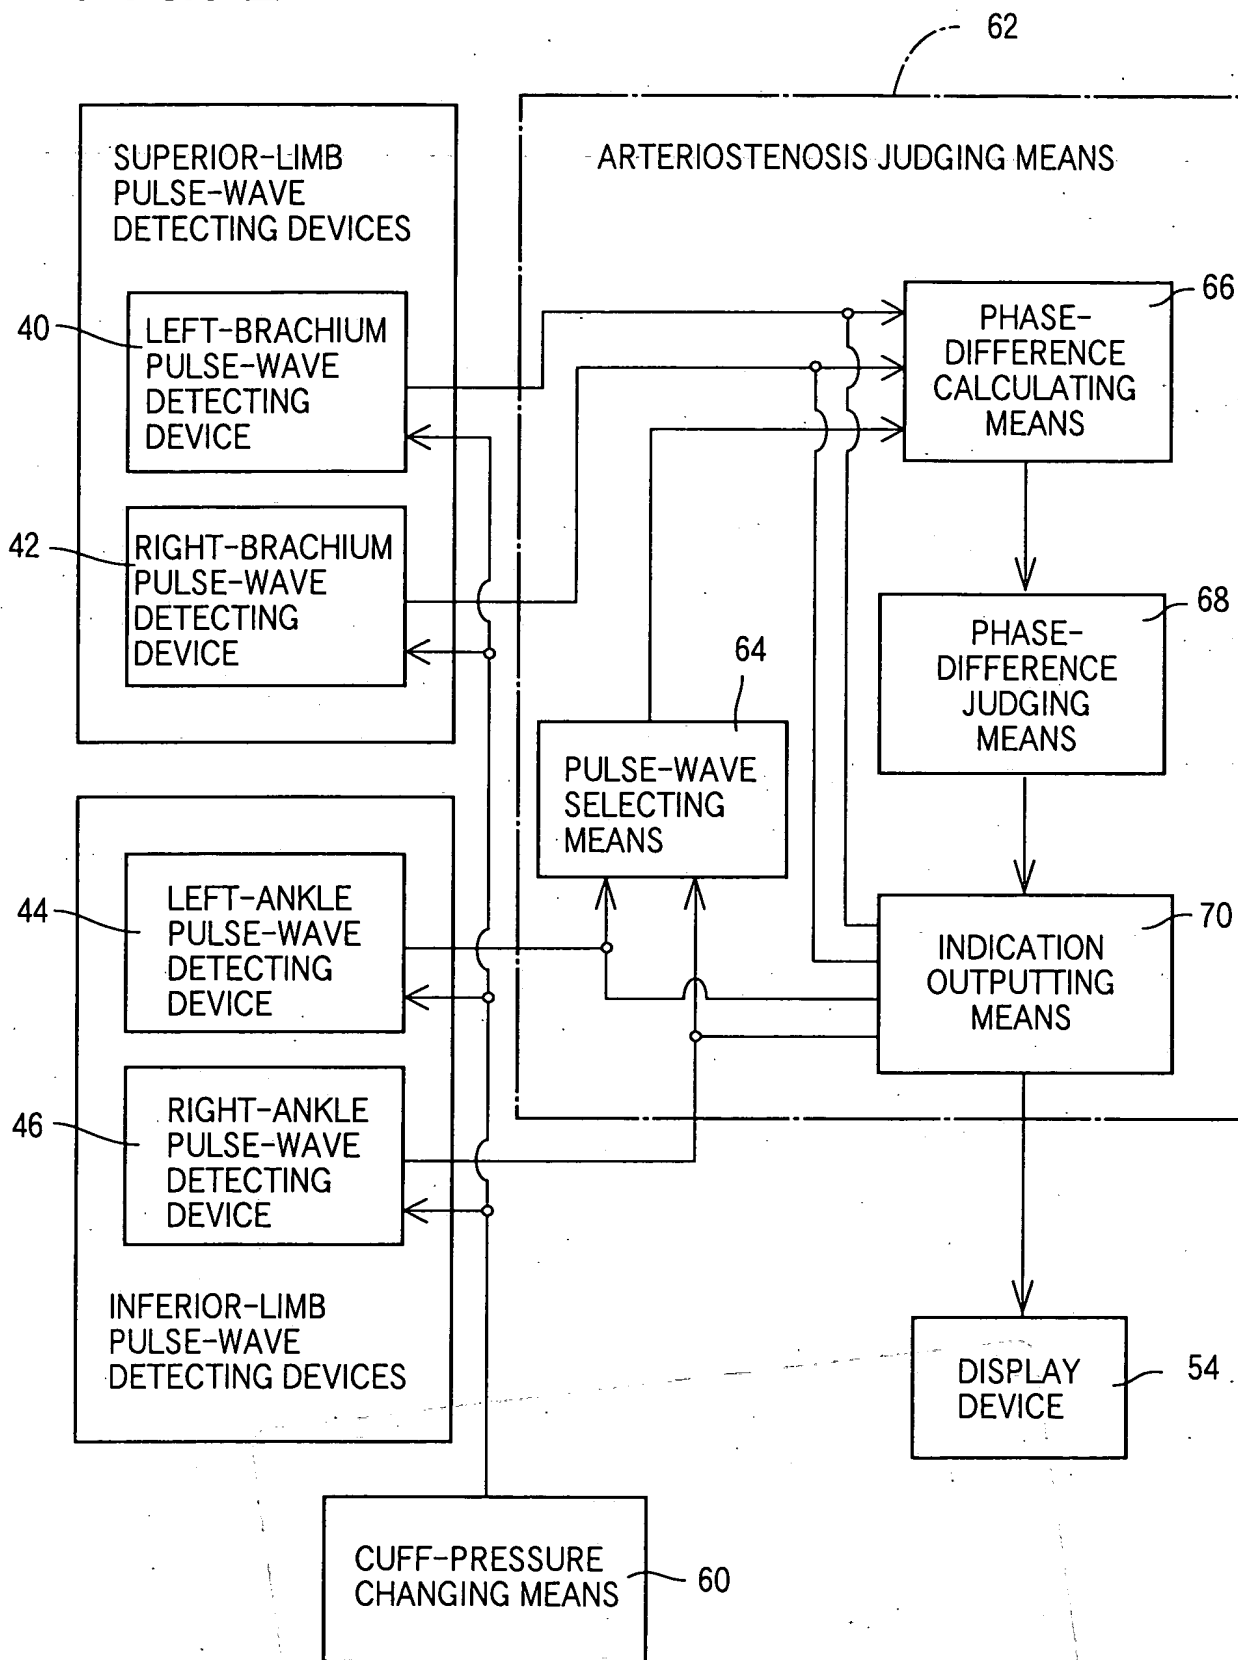 62
SUPERIOR-LIMB
PULSE-WAVE
DETECTING DEVICES
ARTERIOSTENOSIS JUDGING MEANS
40
LEFT-BRACHIUM
PULSE-WAVE
DETECTING
DEVICE
66
PHASE-
DIFFERENCE
CALCULATING
MEANS
42
RIGHT-BRACHIUM
PULSE-WAVE
DETECTING
DEVICE
68
PHASE-
DIFFERENCE
JUDGING
MEANS
64
PULSE-WAVE
SELECTING
MEANS
44
LEFT-ANKLE
PULSE-WAVE
DETECTING
DEVICE
70
INDICATION
OUTPUTTING
MEANS
46
RIGHT-ANKLE
PULSE-WAVE
DETECTING
DEVICE
INFERIOR-LIMB
PULSE-WAVE
DETECTING DEVICES
54
DISPLAY
DEVICE
CUFF-PRESSURE
CHANGING MEANS
60